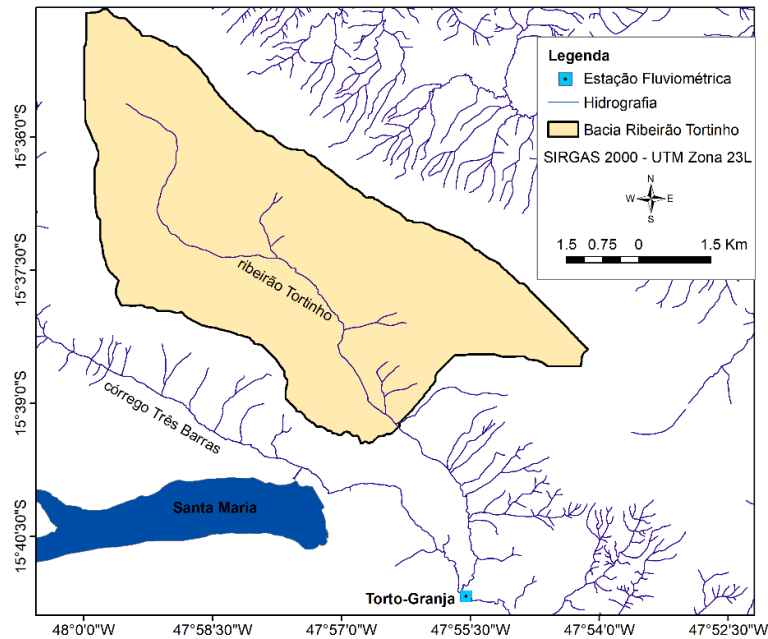 Legenda
Estação Fluviométrica
Hidrografia
Bacia Ribeirão Tortinho
SIRGAS 2000 - UTM Zona 23L
N
W E
S
1.5 0.75 0 1.5 Km
15°36'0"S
15°37'30"S
15°39'0"S
15°40'30"S
ribeirão Tortinho
córrego Três Barras
Santa Maria
Torto-Granja
48°0'0"W 47°58'30"W 47°57'0"W 47°55'30"W 47°54'0"W 47°52'30"W